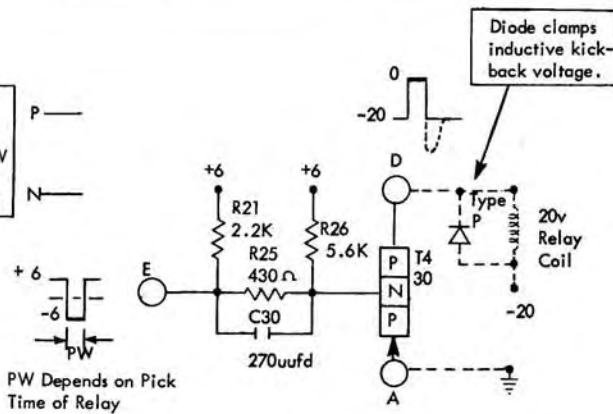 Diode clamps
inductive kick-
back voltage.
P
V
N
0
-20
D
+6
+6
Type
P
R21
2.2K
R26
5.6K
R25
430 Ω
20v
Relay
Coil
P
N
P
T4
30
+ 6
-6
E
-20
C30
270uufd
PW
A
PW Depends on Pick
Time of Relay